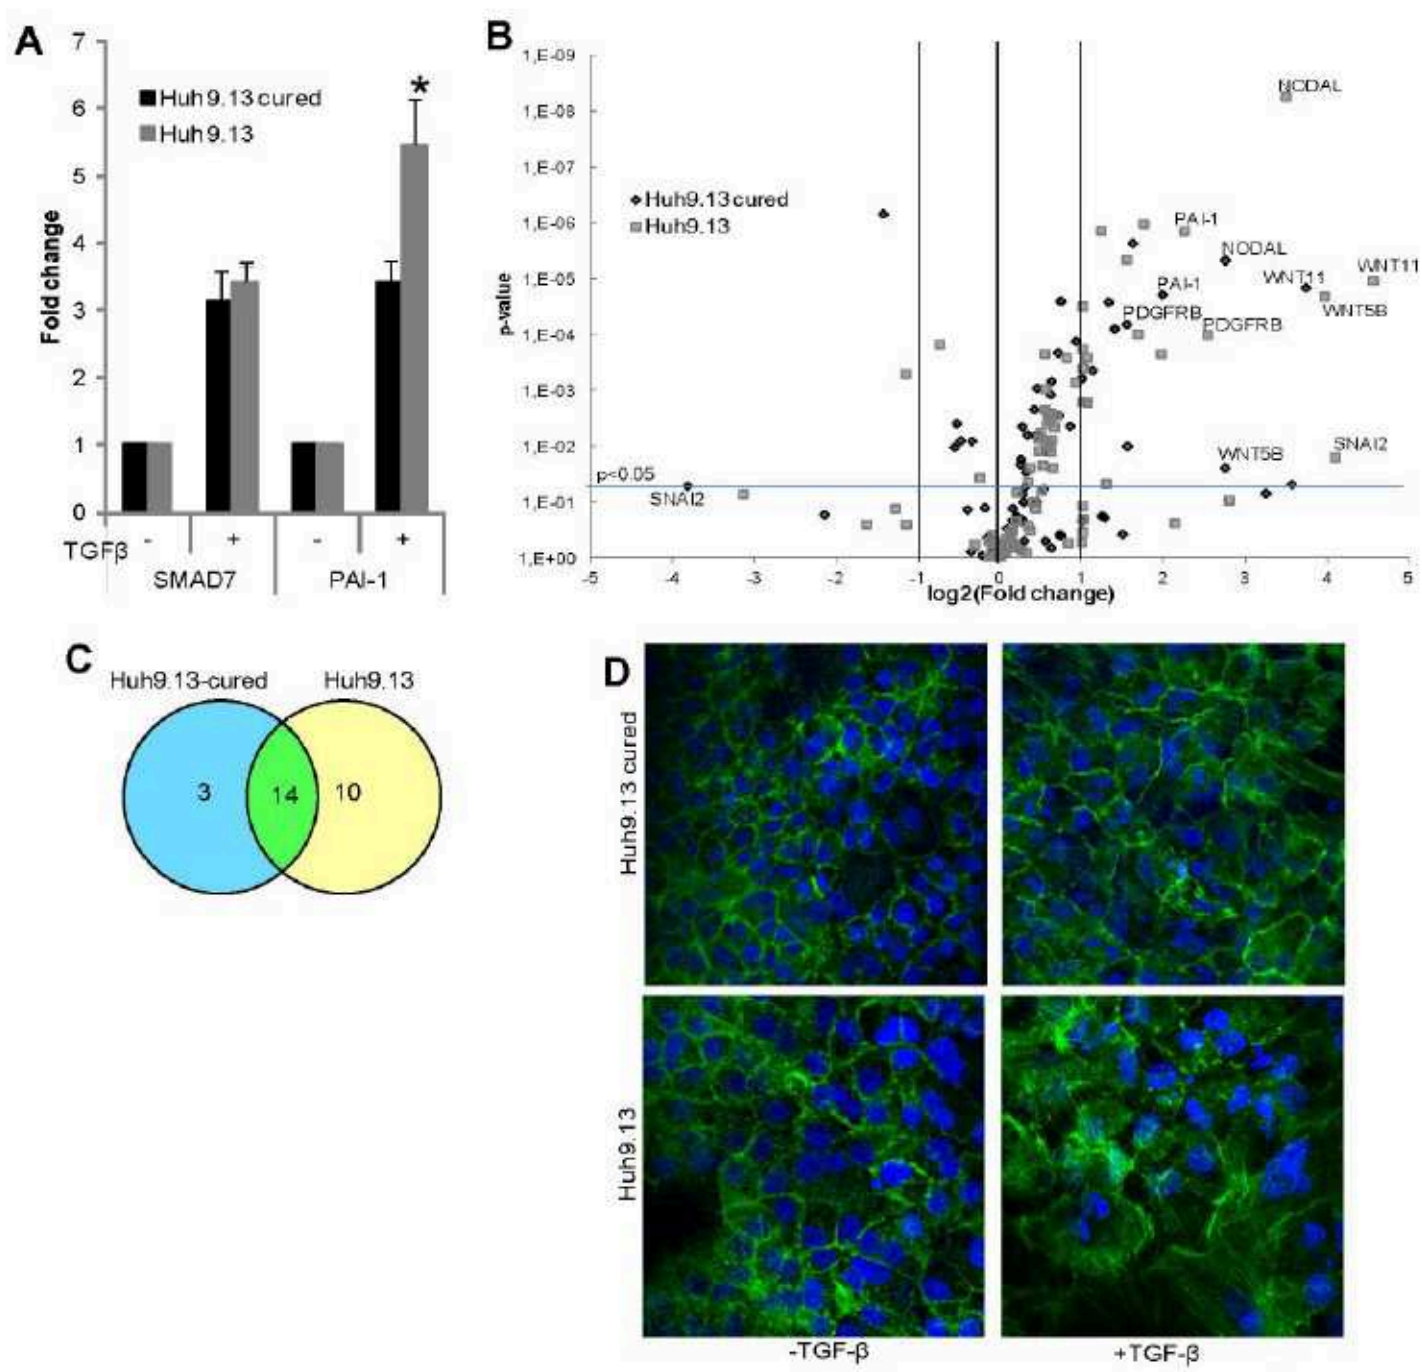 A
7
6
5
4
3
2
1
0
Fold change
Huh9.13 cured
Huh9.13
*
TGFβ - + - +
SMAD7 PAI-1
B
1,E-09
1,E-08
1,E-07
1,E-06
1,E-05
1,E-04
1,E-03
1,E-02
1,E-01
1,E+00
p-value
Huh9.13 cured
Huh9.13
NODAL
PAI-1
NODAL
WNT11
WNT11
PAI-1
WNT5B
PDGFRB
PDGFRB
SNAI2
WNT5B
p<0.05
SNAI2
-5 -4 -3 -2 -1 0 1 2 3 4 5
log2(Fold change)
C
Huh9.13-cured Huh9.13
3 14 10
D
Huh9.13 cured
Huh9.13
-TGF-β +TGF-β